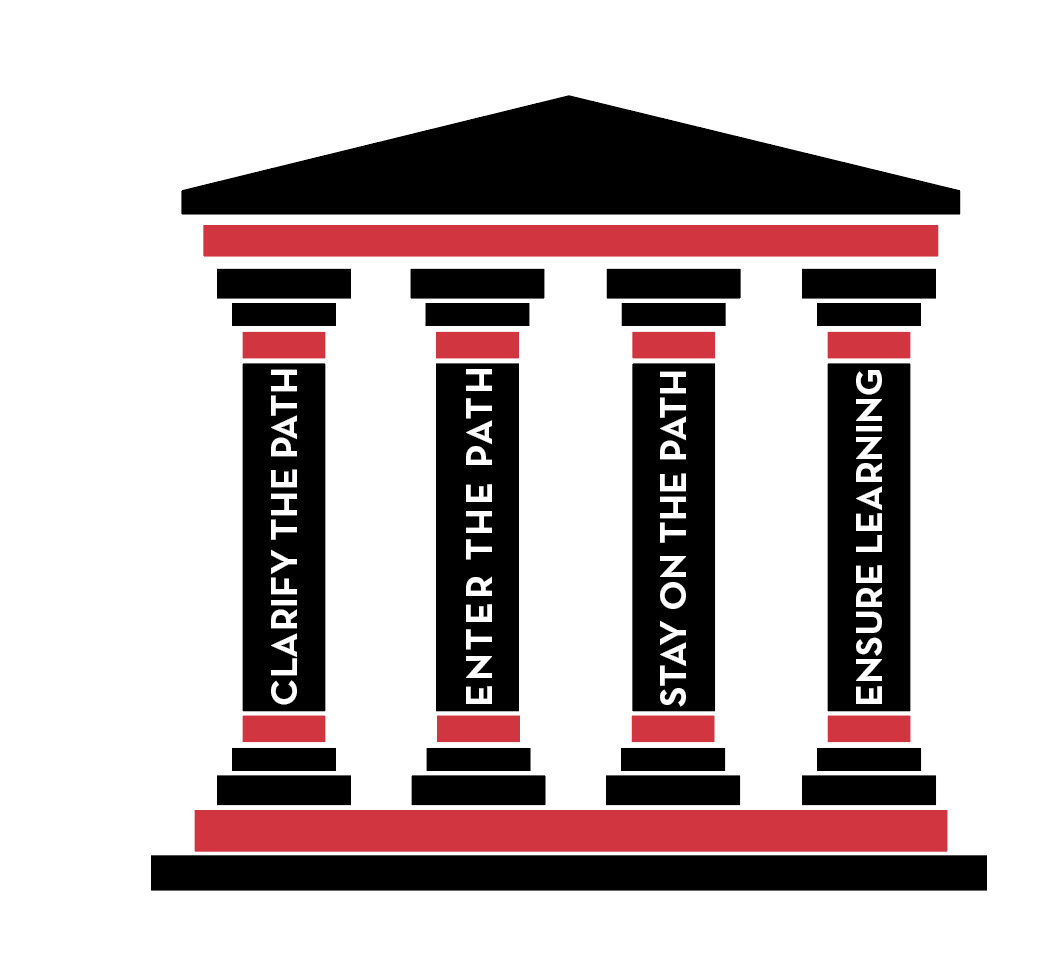 CLARIFY THE PATH
ENTER THE PATH
STAY ON THE PATH
ENSURE LEARNING